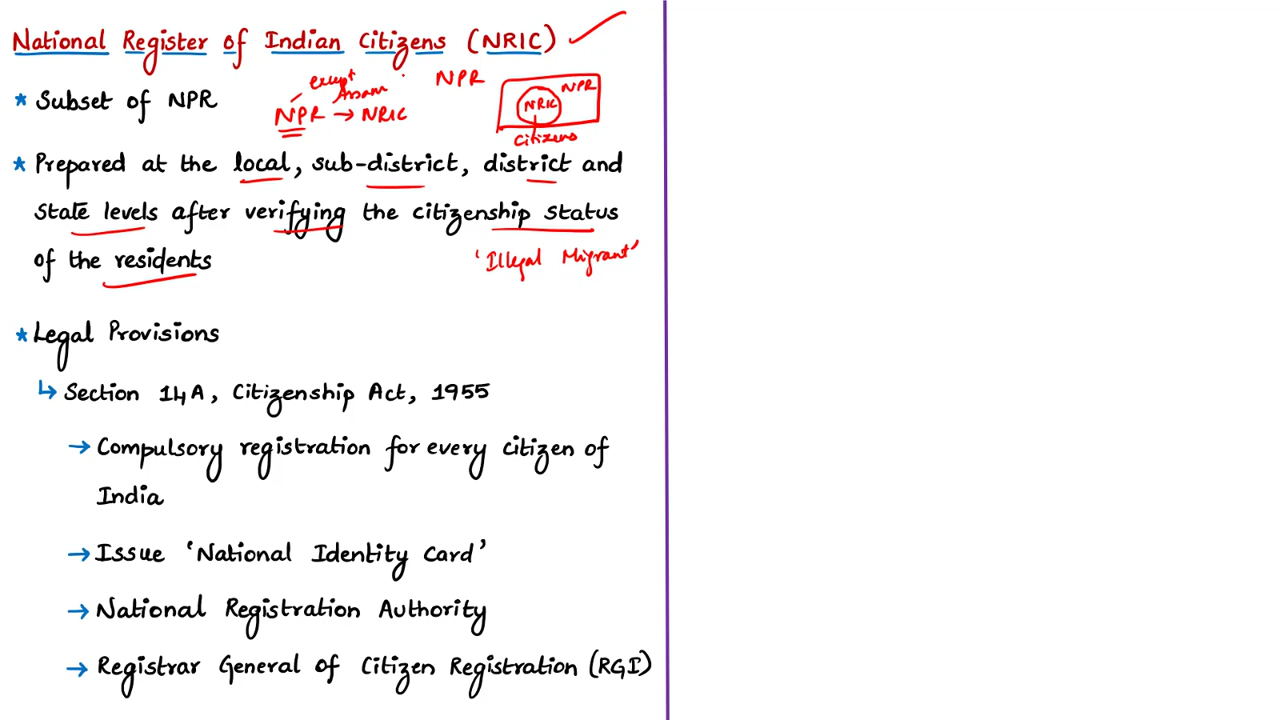 National Register of Indian Citizens (NRIC)
except
Assam
NPR
* Subset of NPR
NPR → NRIC
NRIC
NPR
Citizens
* Prepared at the local, sub-district, district and
State levels after verifying the citizenship status
of the residents
'Illegal Migrant'
* Legal Provisions
↳ Section 14A, Citizenship Act, 1955
→ Compulsory registration for every citizen of
India
→ Issue 'National Identity Card'
→ National Registration Authority
→ Registrar General of Citizen Registration (RGI)